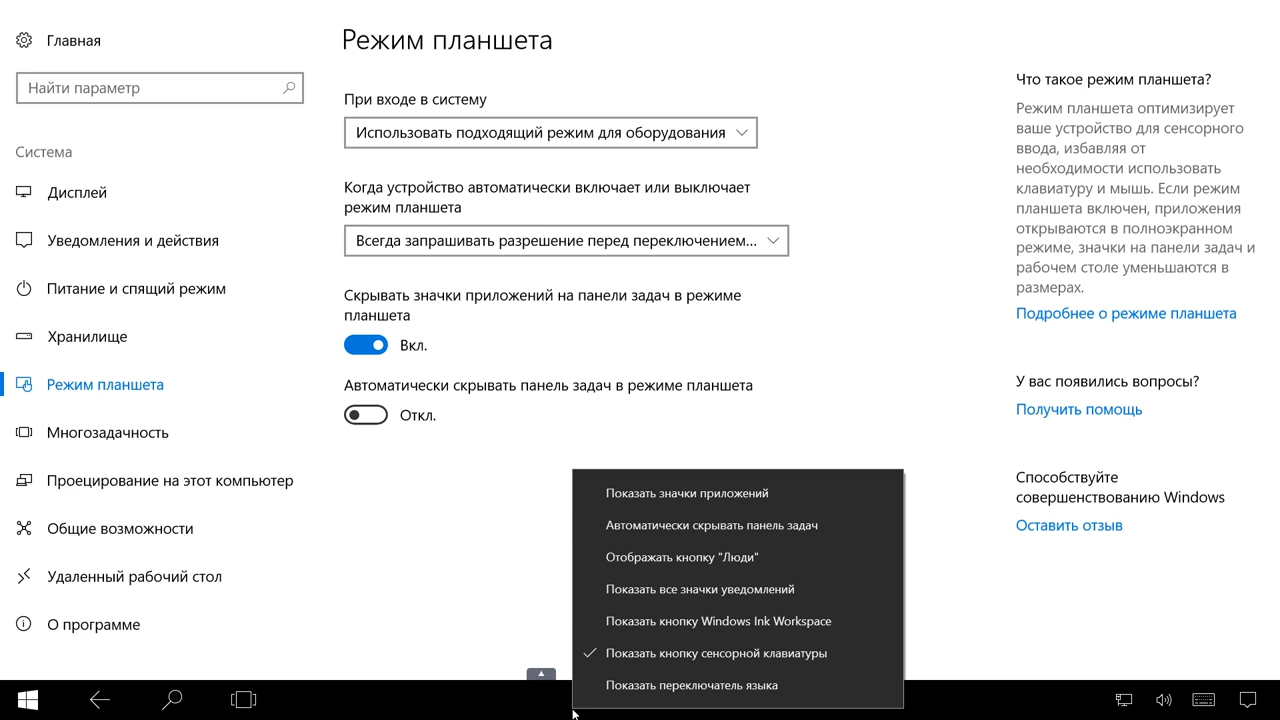 Главная
Найти параметр
Система
Дисплей
Уведомления и действия
Питание и спящий режим
Хранилище
Режим планшета
Многозадачность
Проецирование на этот компьютер
Общие возможности
Удаленный рабочий стол
О программе
Режим планшета
При входе в систему
Использовать подходящий режим для оборудования
Когда устройство автоматически включает или выключает
режим планшета
Всегда запрашивать разрешение перед переключением...
Скрывать значки приложений на панели задач в режиме
планшета
Вкл.
Автоматически скрывать панель задач в режиме планшета
Откл.
Что такое режим планшета?
Режим планшета оптимизирует
ваше устройство для сенсорного
ввода, избавляя от
необходимости использовать
клавиатуру и мышь. Если режим
планшета включен, приложения
открываются в полноэкранном
режиме, значки на панели задач и
рабочем столе уменьшаются в
размерах.
Подробнее о режиме планшета
У вас появились вопросы?
Получить помощь
Способствуйте
совершенствованию Windows
Оставить отзыв
Показать значки приложений
Автоматически скрывать панель задач
Отображать кнопку "Люди"
Показать все значки уведомлений
Показать кнопку Windows Ink Workspace
Показать кнопку сенсорной клавиатуры
Показать переключатель языка